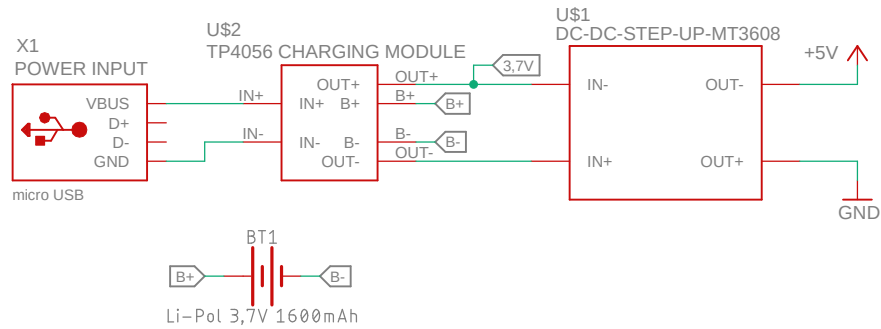 X1
POWER INPUT
VBUS
D+
D-
GND
micro USB
U$2
TP4056 CHARGING MODULE
IN+
IN-
OUT+
IN+ B+
IN- B-
OUT-
OUT+
B+
B-
OUT-
3,7V
B+
B-
U$1
DC-DC-STEP-UP-MT3608
IN- OUT-
IN+ OUT+
+5V
GND
BT1
B+ B-
Li-Pol 3,7V 1600mAh